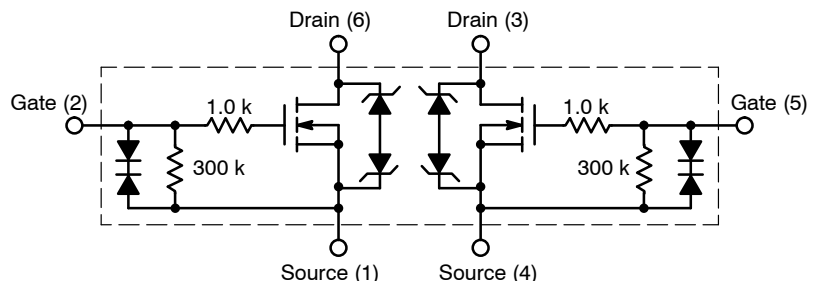 Drain (6) Drain (3)
Gate (2) 1.0 k 1.0 k Gate (5)
300 k 300 k
Source (1) Source (4)